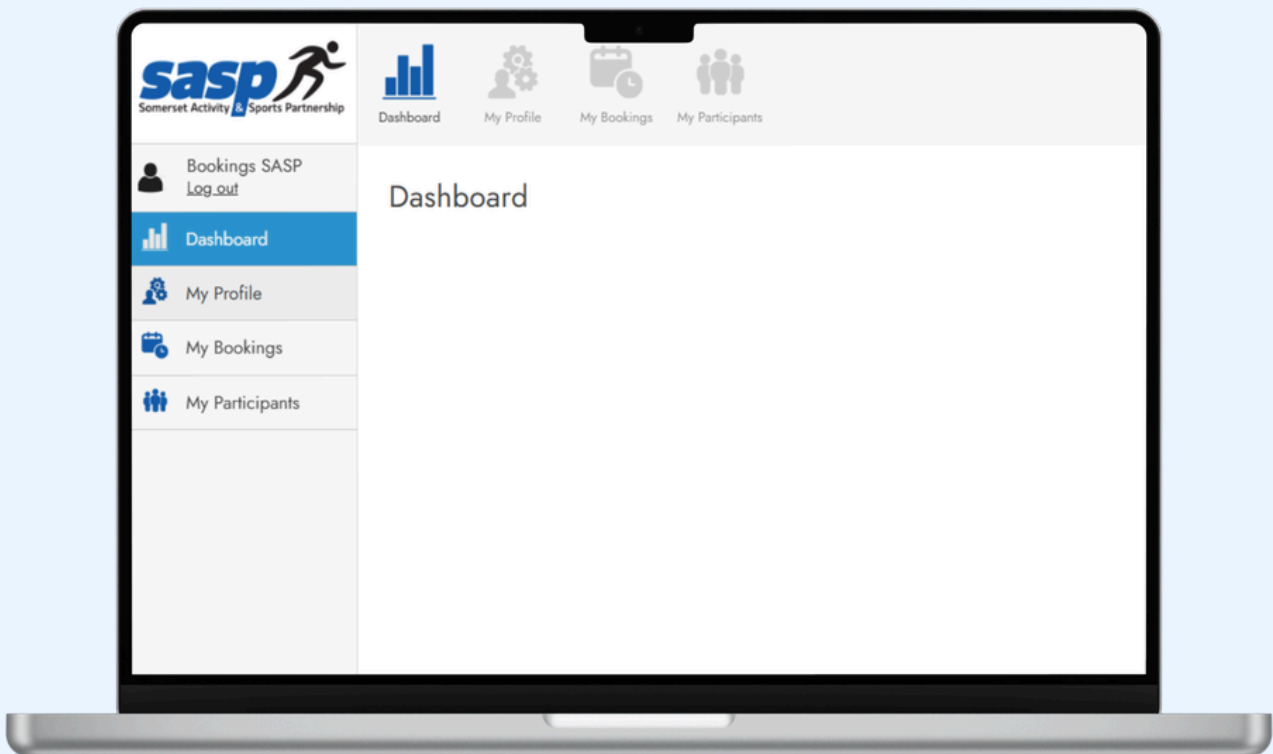 sasp
Somerset Activity & Sports Partnership
Dashboard
My Profile
My Bookings
My Participants
Bookings SASP
Log out
Dashboard
My Profile
My Bookings
My Participants
Dashboard